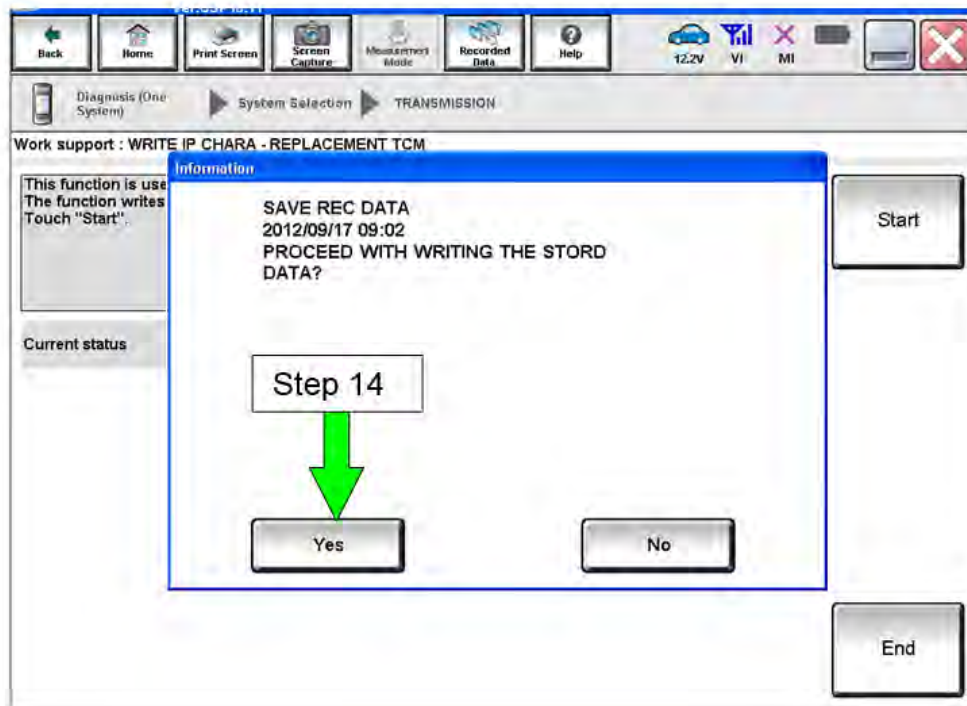 Back
Home
Print Screen
Screen
Capture
Measurement
Mode
Recorded
Data
Help
12.2V
VI
MI
Diagnosis (One
System)
System Selection
TRANSMISSION
Work support : WRITE IP CHARA - REPLACEMENT TCM
Information
This function is use
The function writes
Touch "Start".
SAVE REC DATA
2012/09/17 09:02
PROCEED WITH WRITING THE STORD
DATA?
Start
Current status
Step 14
Yes
No
End